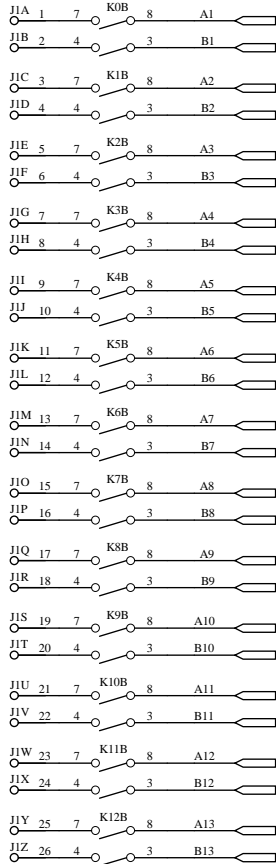 J1A 1 7 K0B 8 A1
J1B 2 4 3 B1
J1C 3 7 K1B 8 A2
J1D 4 4 3 B2
J1E 5 7 K2B 8 A3
J1F 6 4 3 B3
J1G 7 7 K3B 8 A4
J1H 8 4 3 B4
J1I 9 7 K4B 8 A5
J1J 10 4 3 B5
J1K 11 7 K5B 8 A6
J1L 12 4 3 B6
J1M 13 7 K6B 8 A7
J1N 14 4 3 B7
J1O 15 7 K7B 8 A8
J1P 16 4 3 B8
J1Q 17 7 K8B 8 A9
J1R 18 4 3 B9
J1S 19 7 K9B 8 A10
J1T 20 4 3 B10
J1U 21 7 K10B 8 A11
J1V 22 4 3 B11
J1W 23 7 K11B 8 A12
J1X 24 4 3 B12
J1Y 25 7 K12B 8 A13
J1Z 26 4 3 B13